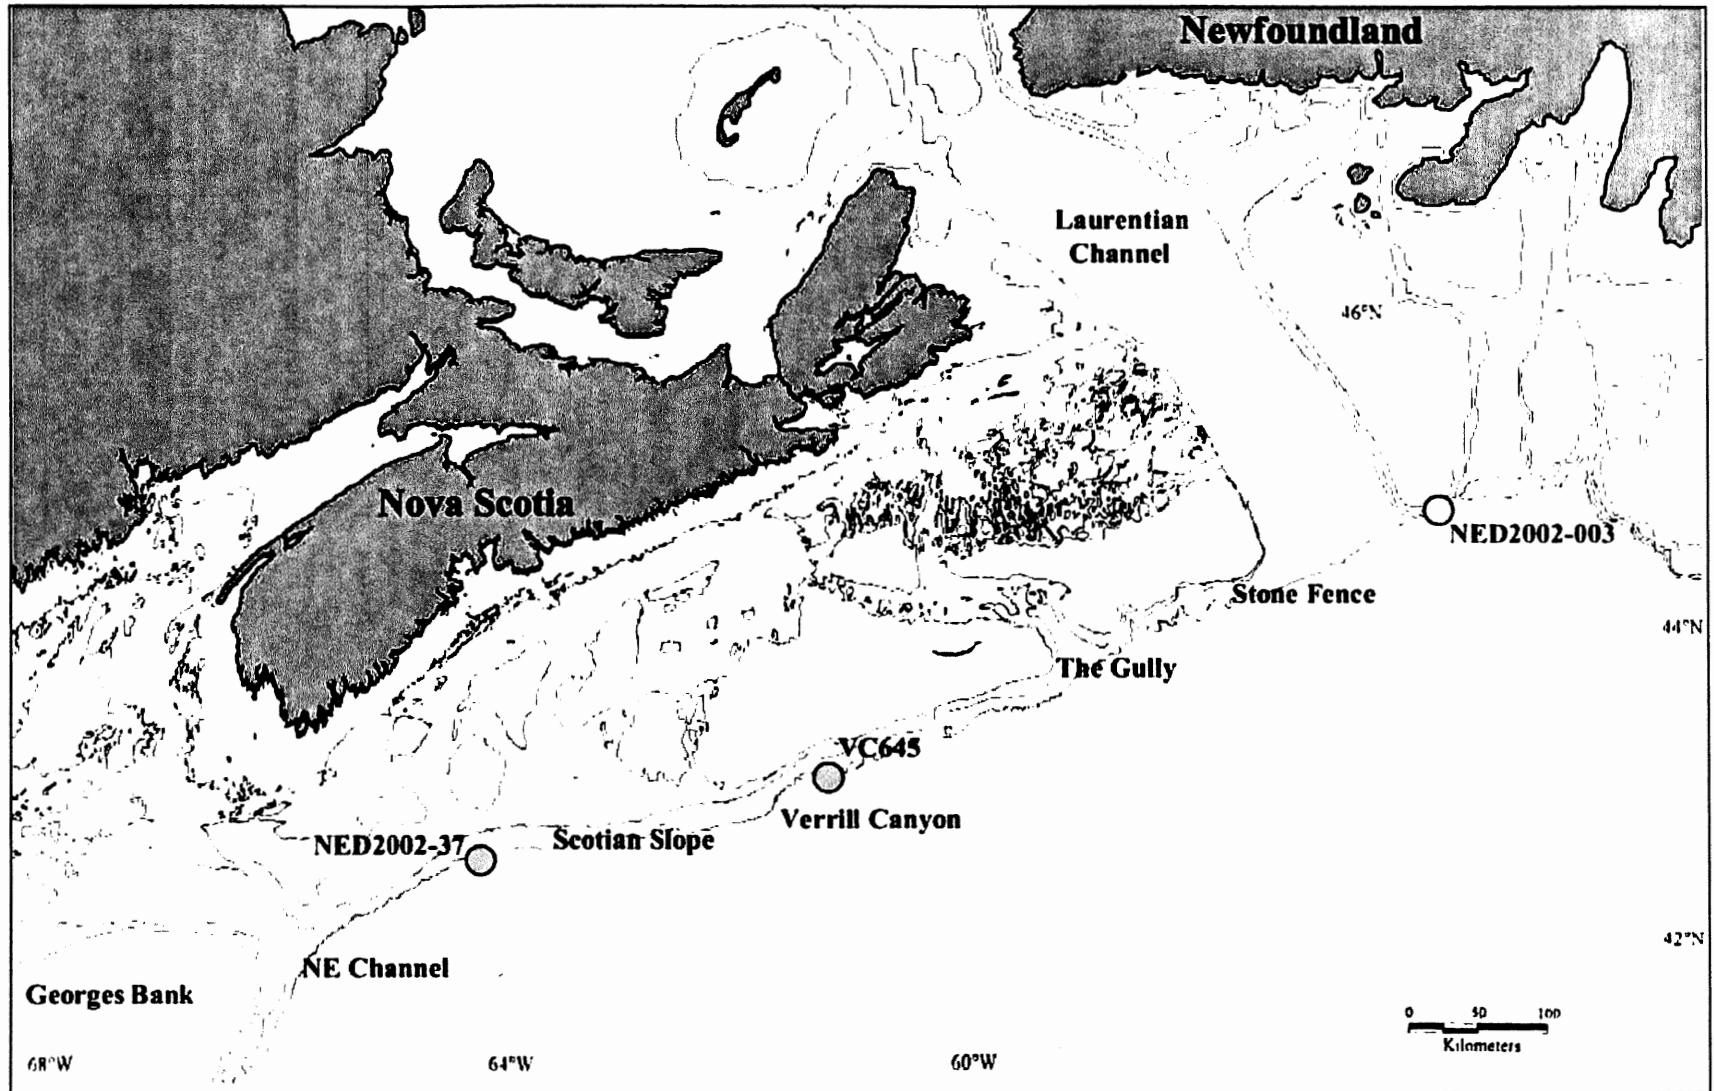 Newfoundland
Laurentian
Channel
46°N
Nova Scotia
NED2002-003
Stone Fence
44°N
The Gully
VC645
Verrill Canyon
NED2002-37
Scotian Slope
42°N
NE Channel
Georges Bank
0 50 100
Kilometers
68°W 64°W 60°W